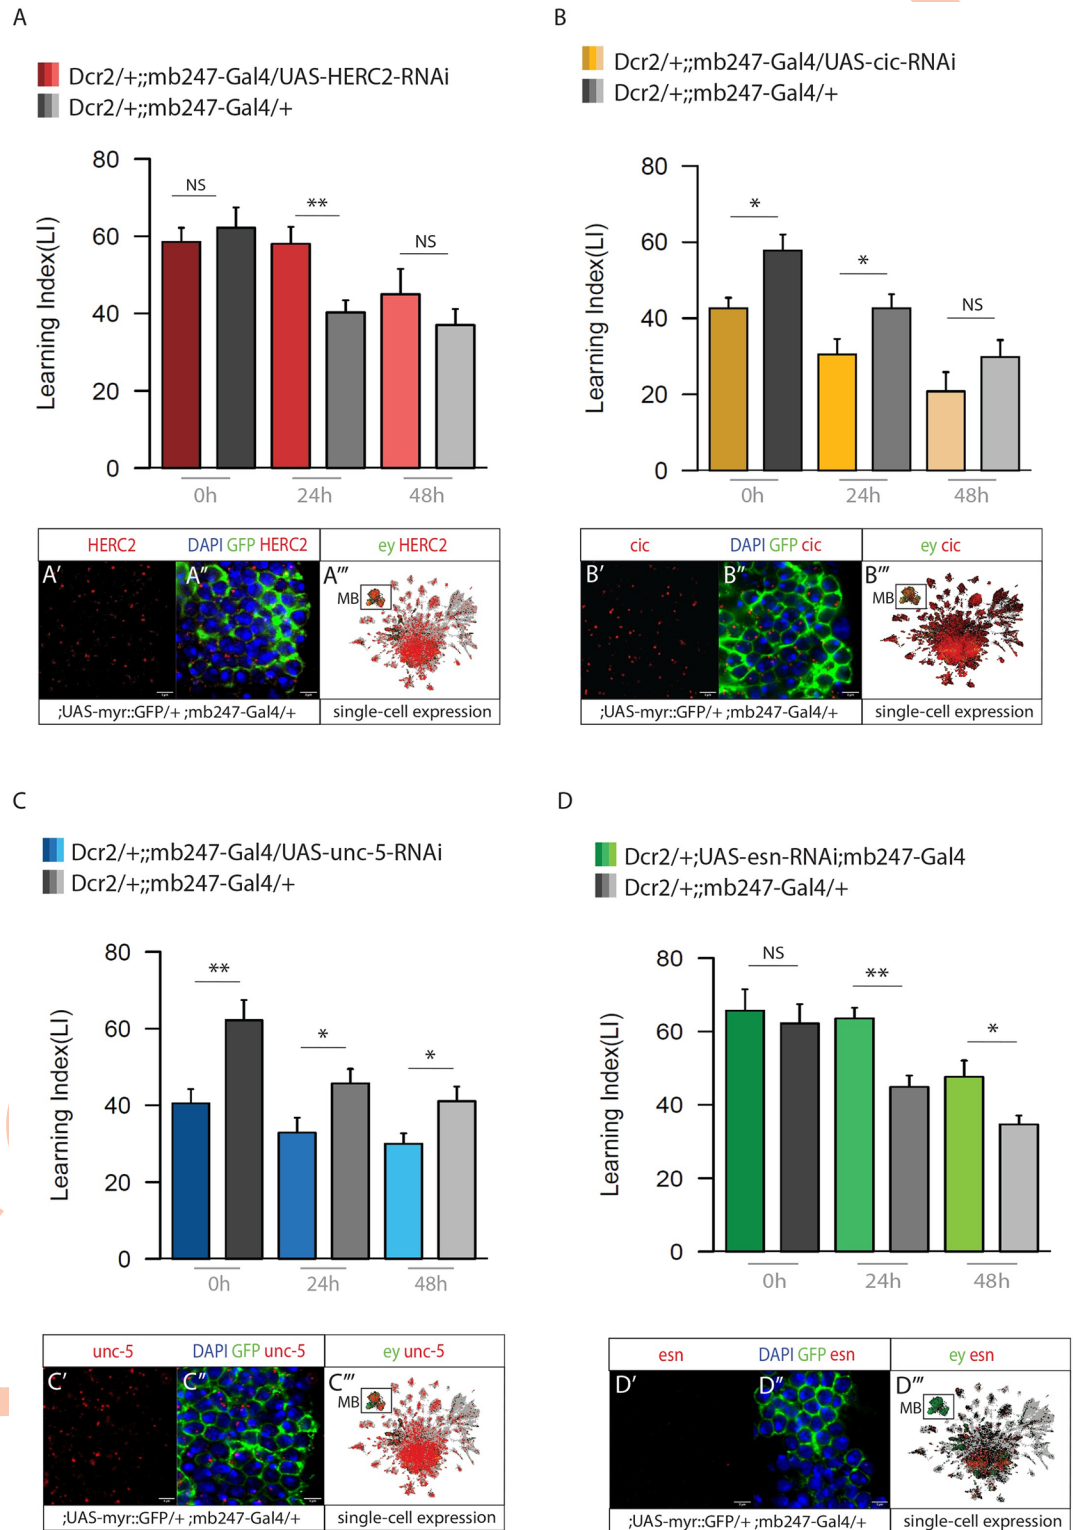 A
Dcr2/+;;mb247-Gal4/UAS-HERC2-RNAi
Dcr2/+;;mb247-Gal4/+
Learning Index(LI)
80
60
40
20
0
NS
**
NS
0h
24h
48h
HERC2
DAPI GFP HERC2
ey HERC2
A'
A''
A'''
MB
;UAS-myr::GFP/+ ;mb247-Gal4/+
single-cell expression
B
Dcr2/+;;mb247-Gal4/UAS-cic-RNAi
Dcr2/+;;mb247-Gal4/+
Learning Index(LI)
80
60
40
20
0
*
*
NS
0h
24h
48h
cic
DAPI GFP cic
ey cic
B'
B''
B'''
MB
;UAS-myr::GFP/+ ;mb247-Gal4/+
single-cell expression
C
Dcr2/+;;mb247-Gal4/UAS-unc-5-RNAi
Dcr2/+;;mb247-Gal4/+
Learning Index(LI)
80
60
40
20
0
**
*
*
0h
24h
48h
unc-5
DAPI GFP unc-5
ey unc-5
C'
C''
C'''
MB
;UAS-myr::GFP/+ ;mb247-Gal4/+
single-cell expression
D
Dcr2/+;UAS-esn-RNAi;mb247-Gal4
Dcr2/+;;mb247-Gal4/+
Learning Index(LI)
80
60
40
20
0
NS
**
*
0h
24h
48h
esn
DAPI GFP esn
ey esn
D'
D''
D'''
MB
;UAS-myr::GFP/+ ;mb247-Gal4/+
single-cell expression